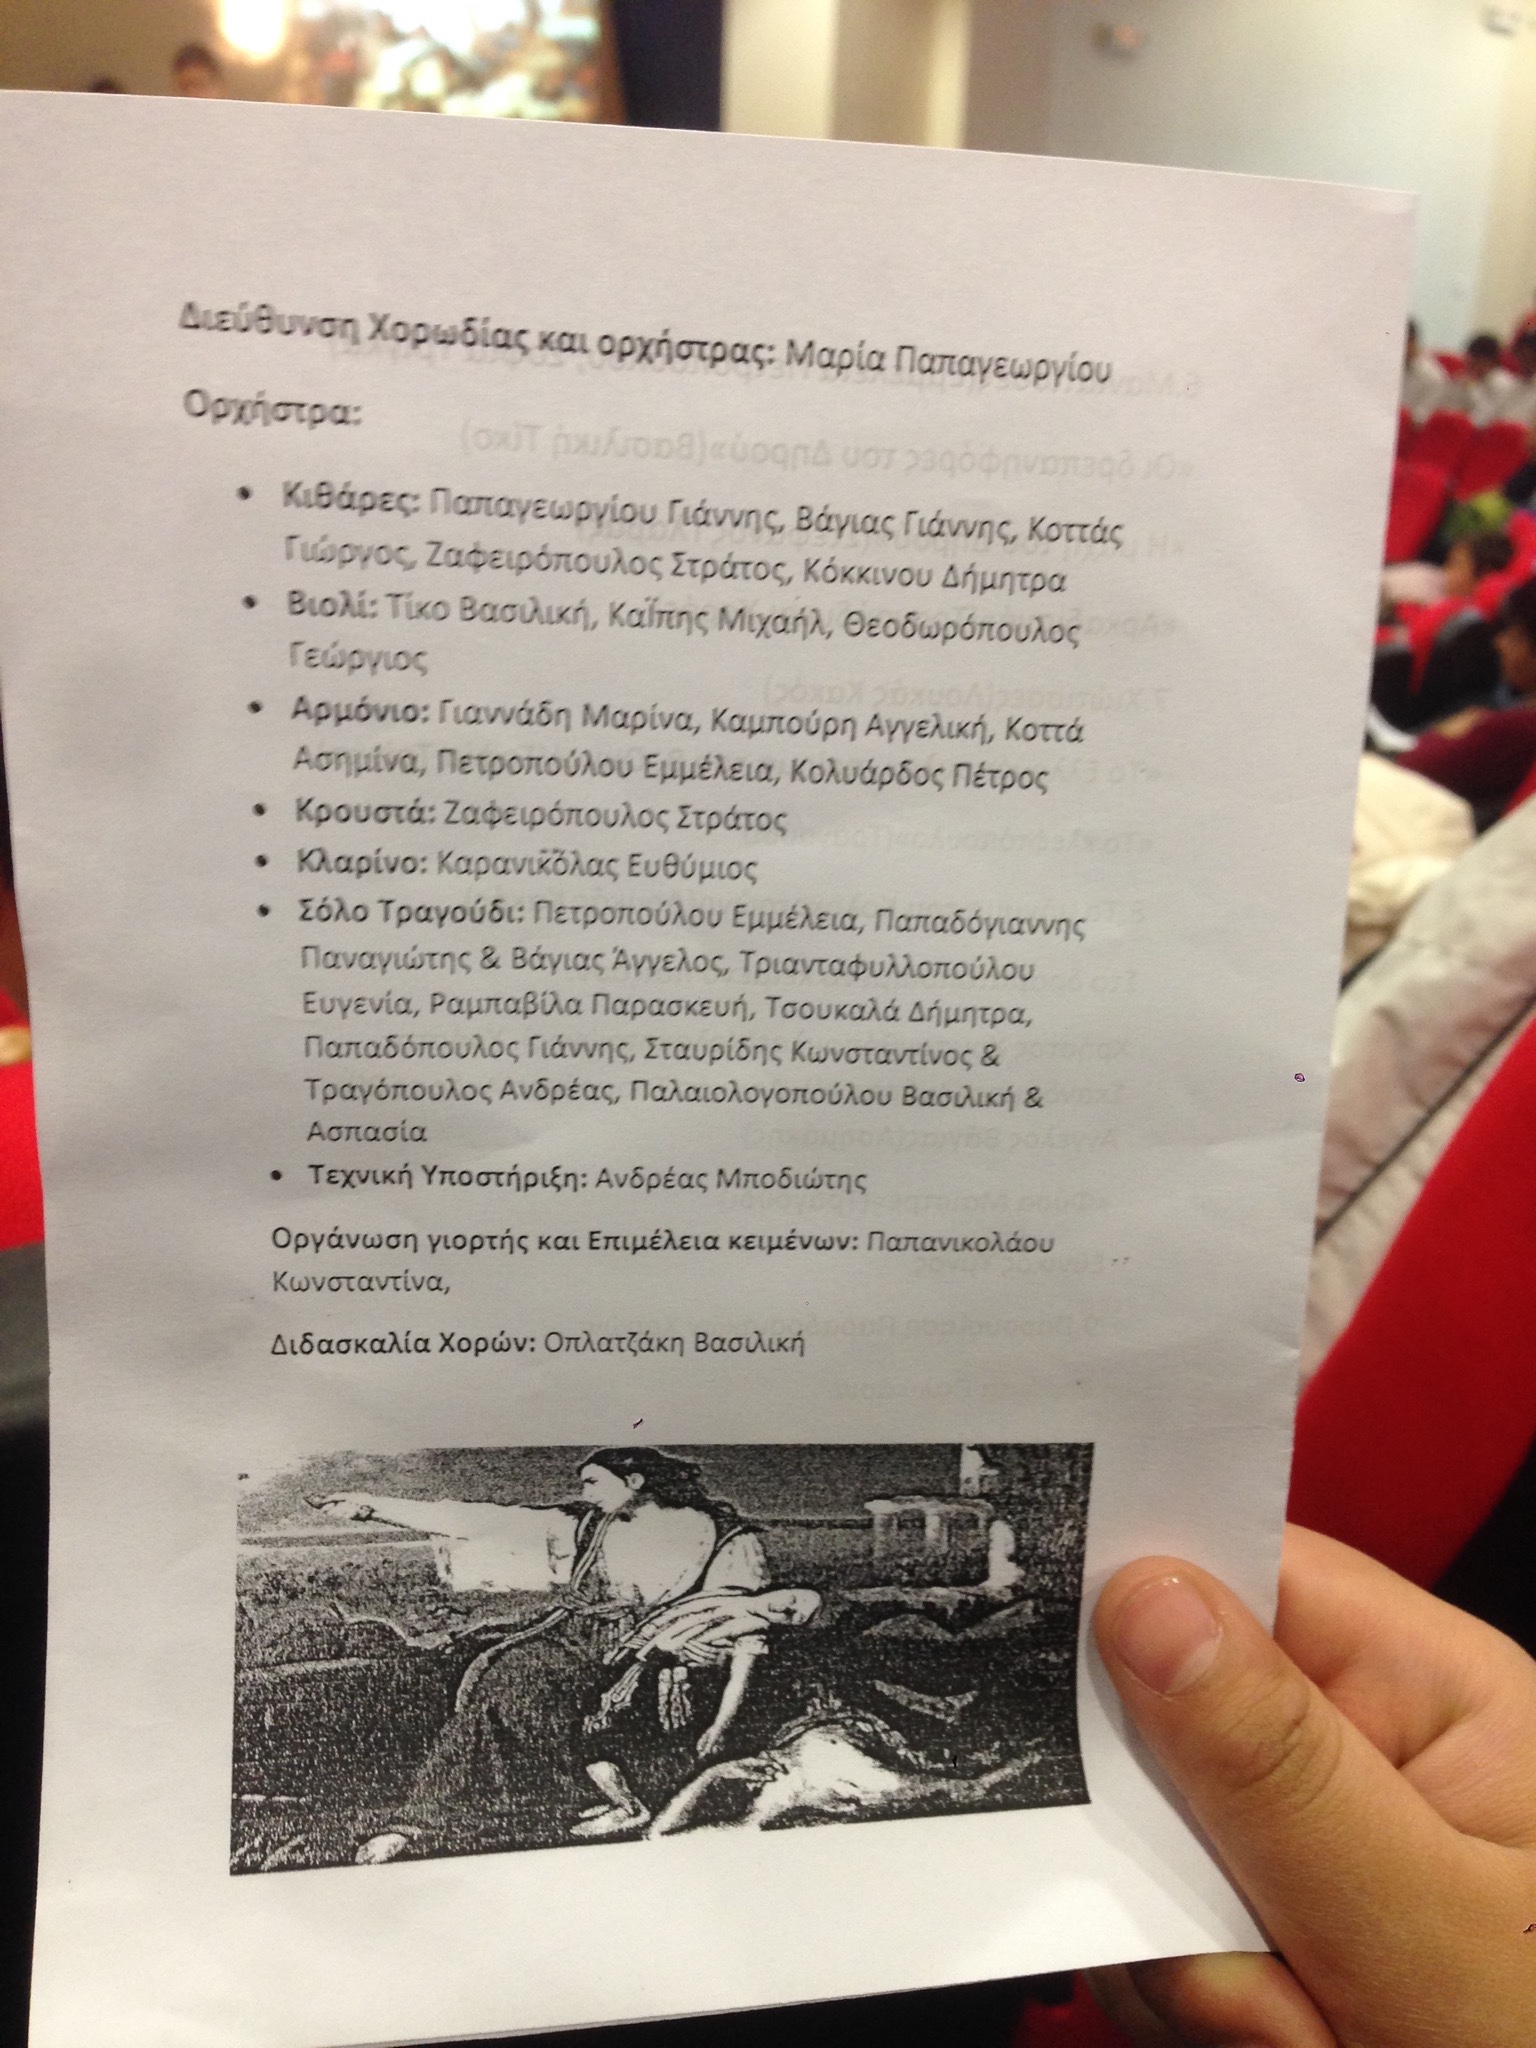 Διεύθυνση Χορωδίας και ορχήστρας: Μαρία Παπαγεωργίου
Ορχήστρα:
• Κιθάρες: Παπαγεωργίου Γιάννης, Βάγιας Γιάννης, Κοττάς
Γιώργος, Ζαφειρόπουλος Στράτος, Κόκκινου Δήμητρα
• Βιολί: Τίκο Βασιλική, Καΐπης Μιχαήλ, Θεοδωρόπουλος
Γεώργιος
• Αρμόνιο: Γιαννάδη Μαρίνα, Καμπούρη Αγγελική, Κοττά
Ασημίνα, Πετροπούλου Εμμέλεια, Κολυάρδος Πέτρος
• Κρουστά: Ζαφειρόπουλος Στράτος
• Κλαρίνο: Καρανικόλας Ευθύμιος
• Σόλο Τραγούδι: Πετροπούλου Εμμέλεια, Παπαδόγιαννης
Παναγιώτης & Βάγιας Άγγελος, Τριανταφυλλοπούλου
Ευγενία, Ραμπαβίλα Παρασκευή, Τσουκαλά Δήμητρα,
Παπαδόπουλος Γιάννης, Σταυρίδης Κωνσταντίνος &
Τραγόπουλος Ανδρέας, Παλαιολογοπούλου Βασιλική &
Ασπασία
• Τεχνική Υποστήριξη: Ανδρέας Μποδιώτης
Οργάνωση γιορτής και Επιμέλεια κειμένων: Παπανικολάου
Κωνσταντίνα,
Διδασκαλία Χορών: Οπλατζάκη Βασιλική